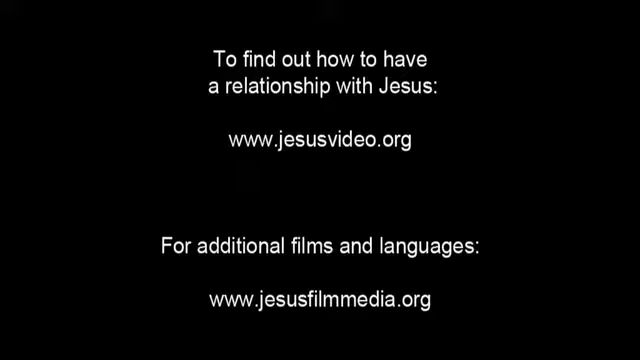 To find out how to have
a relationship with Jesus:
www.jesusvideo.org
For additional films and languages:
www.jesusfilmmedia.org